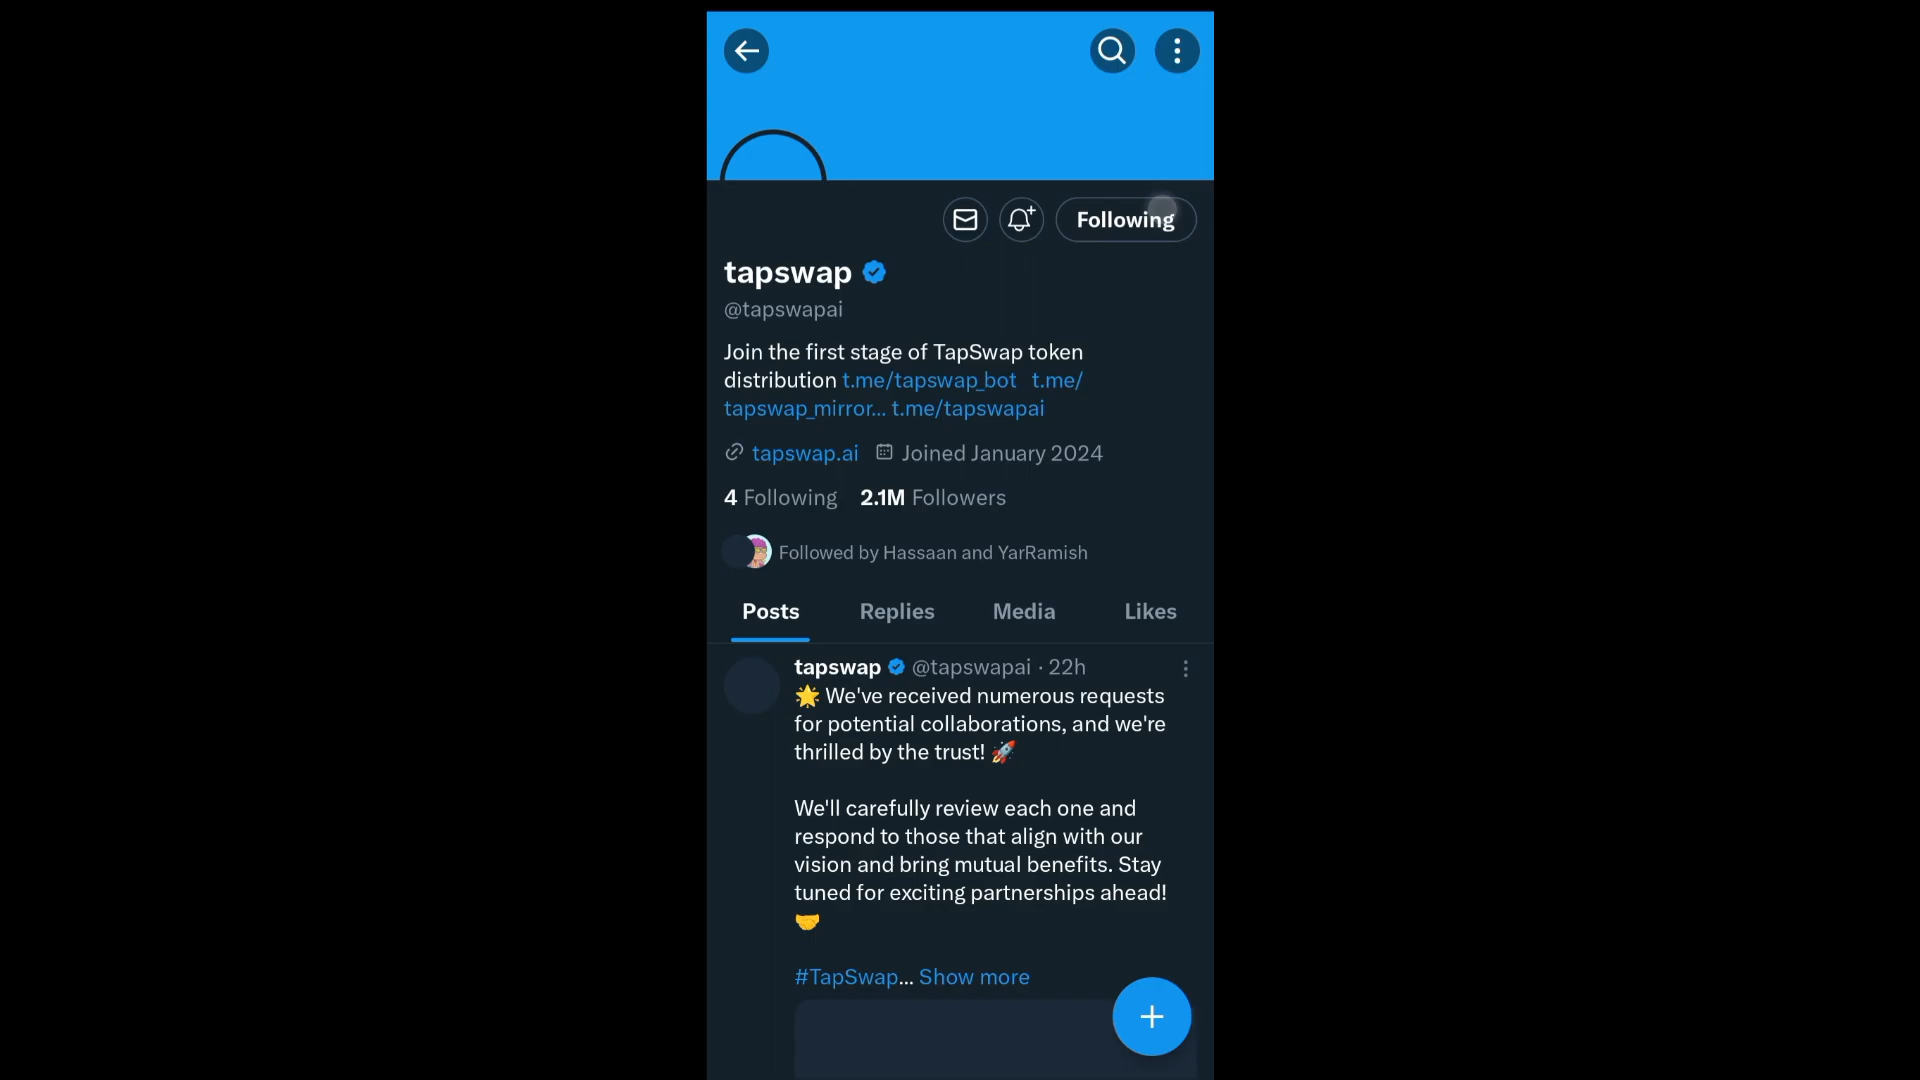 Following
tapswap
@tapswapai
Join the first stage of TapSwap token
distribution t.me/tapswap_bot t.me/
tapswap_mirror... t.me/tapswapai
tapswap.ai Joined January 2024
4 Following 2.1M Followers
Followed by Hassaan and YarRamish
Posts Replies Media Likes
tapswap @tapswapai · 22h
🌟 We've received numerous requests
for potential collaborations, and we're
thrilled by the trust! 🚀
We'll carefully review each one and
respond to those that align with our
vision and bring mutual benefits. Stay
tuned for exciting partnerships ahead!
🤝
#TapSwap... Show more